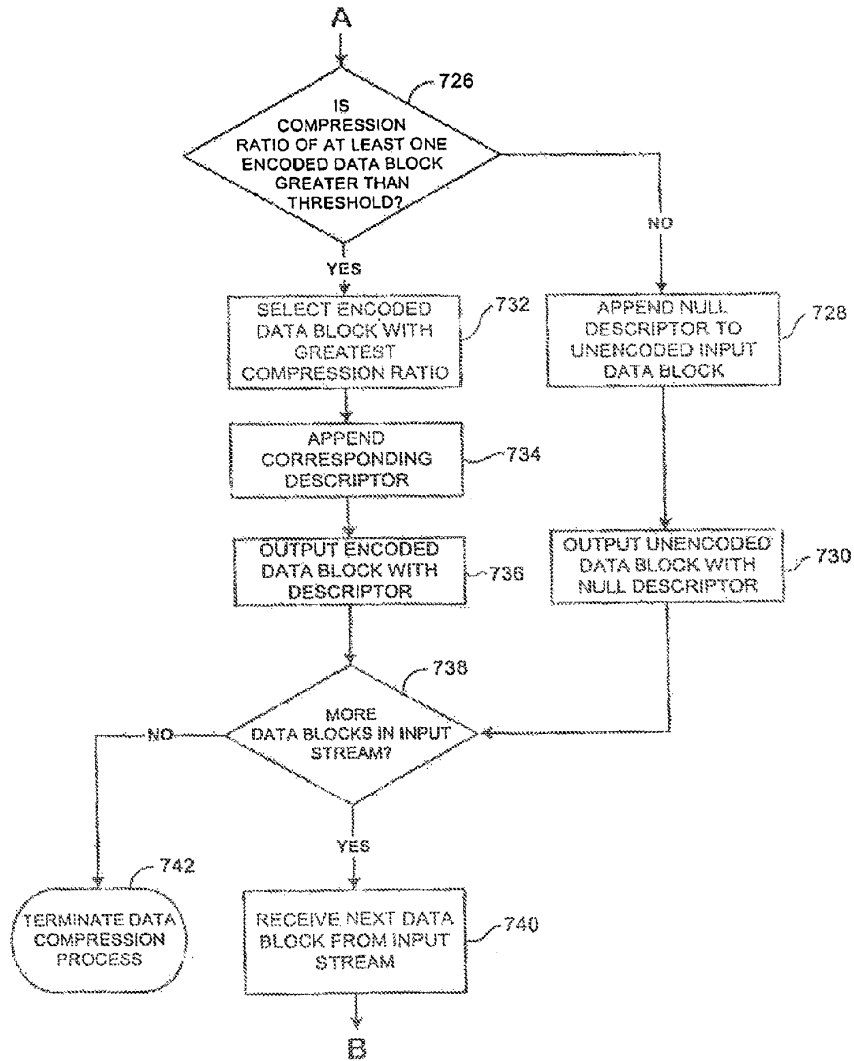 A
726
IS
COMPRESSION
RATIO OF AT LEAST ONE
ENCODED DATA BLOCK
GREATER THAN
THRESHOLD?
NO
YES
SELECT ENCODED
DATA BLOCK WITH
GREATEST
COMPRESSION RATIO
732
APPEND NULL
DESCRIPTOR TO
UNENCODED INPUT
DATA BLOCK
728
APPEND
CORRESPONDING
DESCRIPTOR
734
OUTPUT ENCODED
DATA BLOCK WITH
DESCRIPTOR
736
OUTPUT UNENCODED
DATA BLOCK WITH
NULL DESCRIPTOR
730
738
MORE
DATA BLOCKS IN INPUT
STREAM?
NO
YES
742
TERMINATE DATA
COMPRESSION
PROCESS
RECEIVE NEXT DATA
BLOCK FROM INPUT
STREAM
740
B